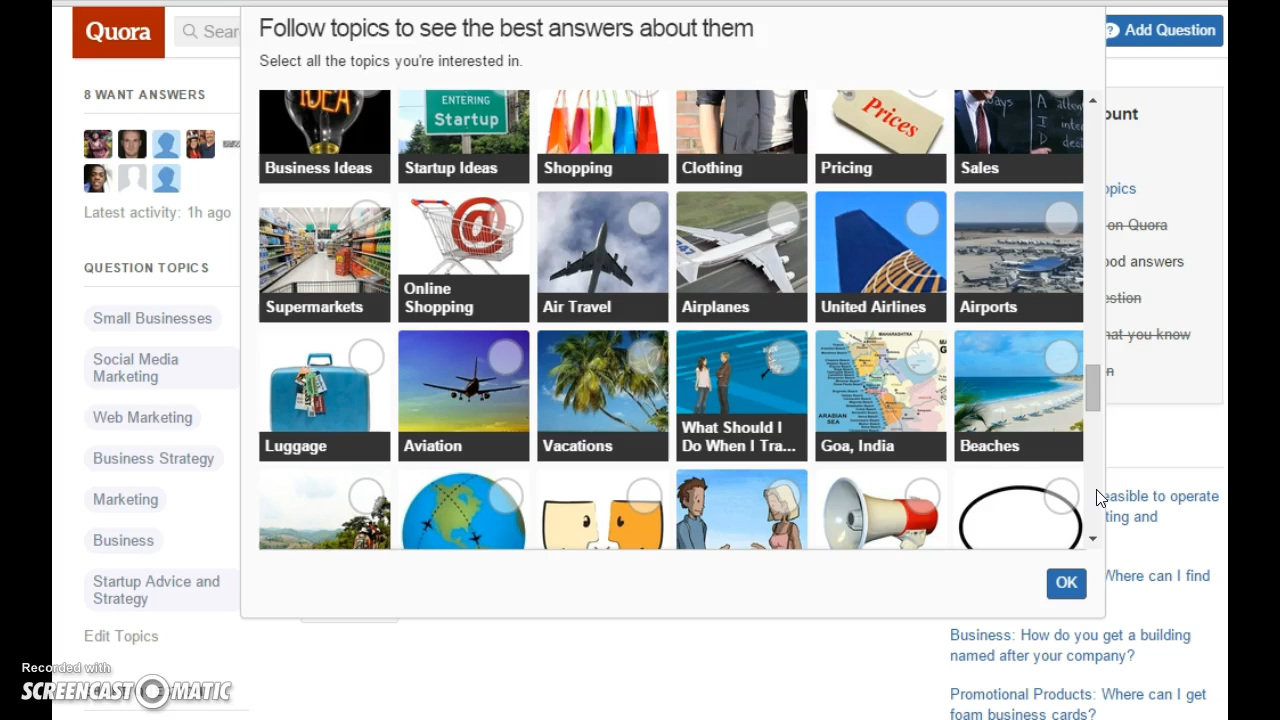 Quora
Sear
Add Question
Follow topics to see the best answers about them
Select all the topics you're interested in.
8 WANT ANSWERS
Latest activity: 1h ago
QUESTION TOPICS
Small Businesses
Social Media
Marketing
Web Marketing
Business Strategy
Marketing
Business
Startup Advice and
Strategy
Edit Topics
IDEA
ENTERING
Startup
Prices
Business Ideas
Startup Ideas
Shopping
Clothing
Pricing
Sales
@
747
Supermarkets
Online
Shopping
Air Travel
Airplanes
United Airlines
Airports
MAHARASHTRA
ARABIAN
SEA
Luggage
Aviation
Vacations
What Should I
Do When I Tra...
Goa, India
Beaches
OK
ount
opics
on Quora
ood answers
estion
hat you know
n
easible to operate
ting and
Where can I find
Business: How do you get a building
named after your company?
Promotional Products: Where can I get
foam business cards?
Recorded with
SCREENCAST-O-MATIC